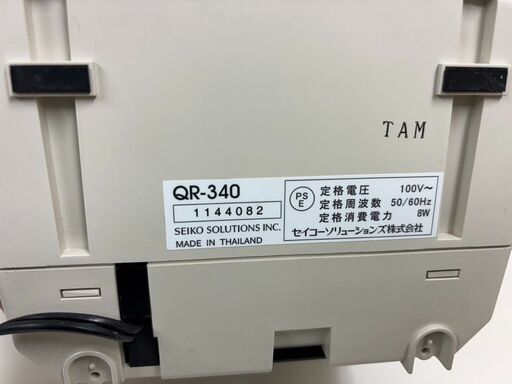 TAM
QR-340
1144082
SEIKO SOLUTIONS INC.
MADE IN THAILAND
PS
E
定格電圧 100V～
定格周波数 50/60Hz
定格消費電力 8W
セイコーソリューションズ株式会社